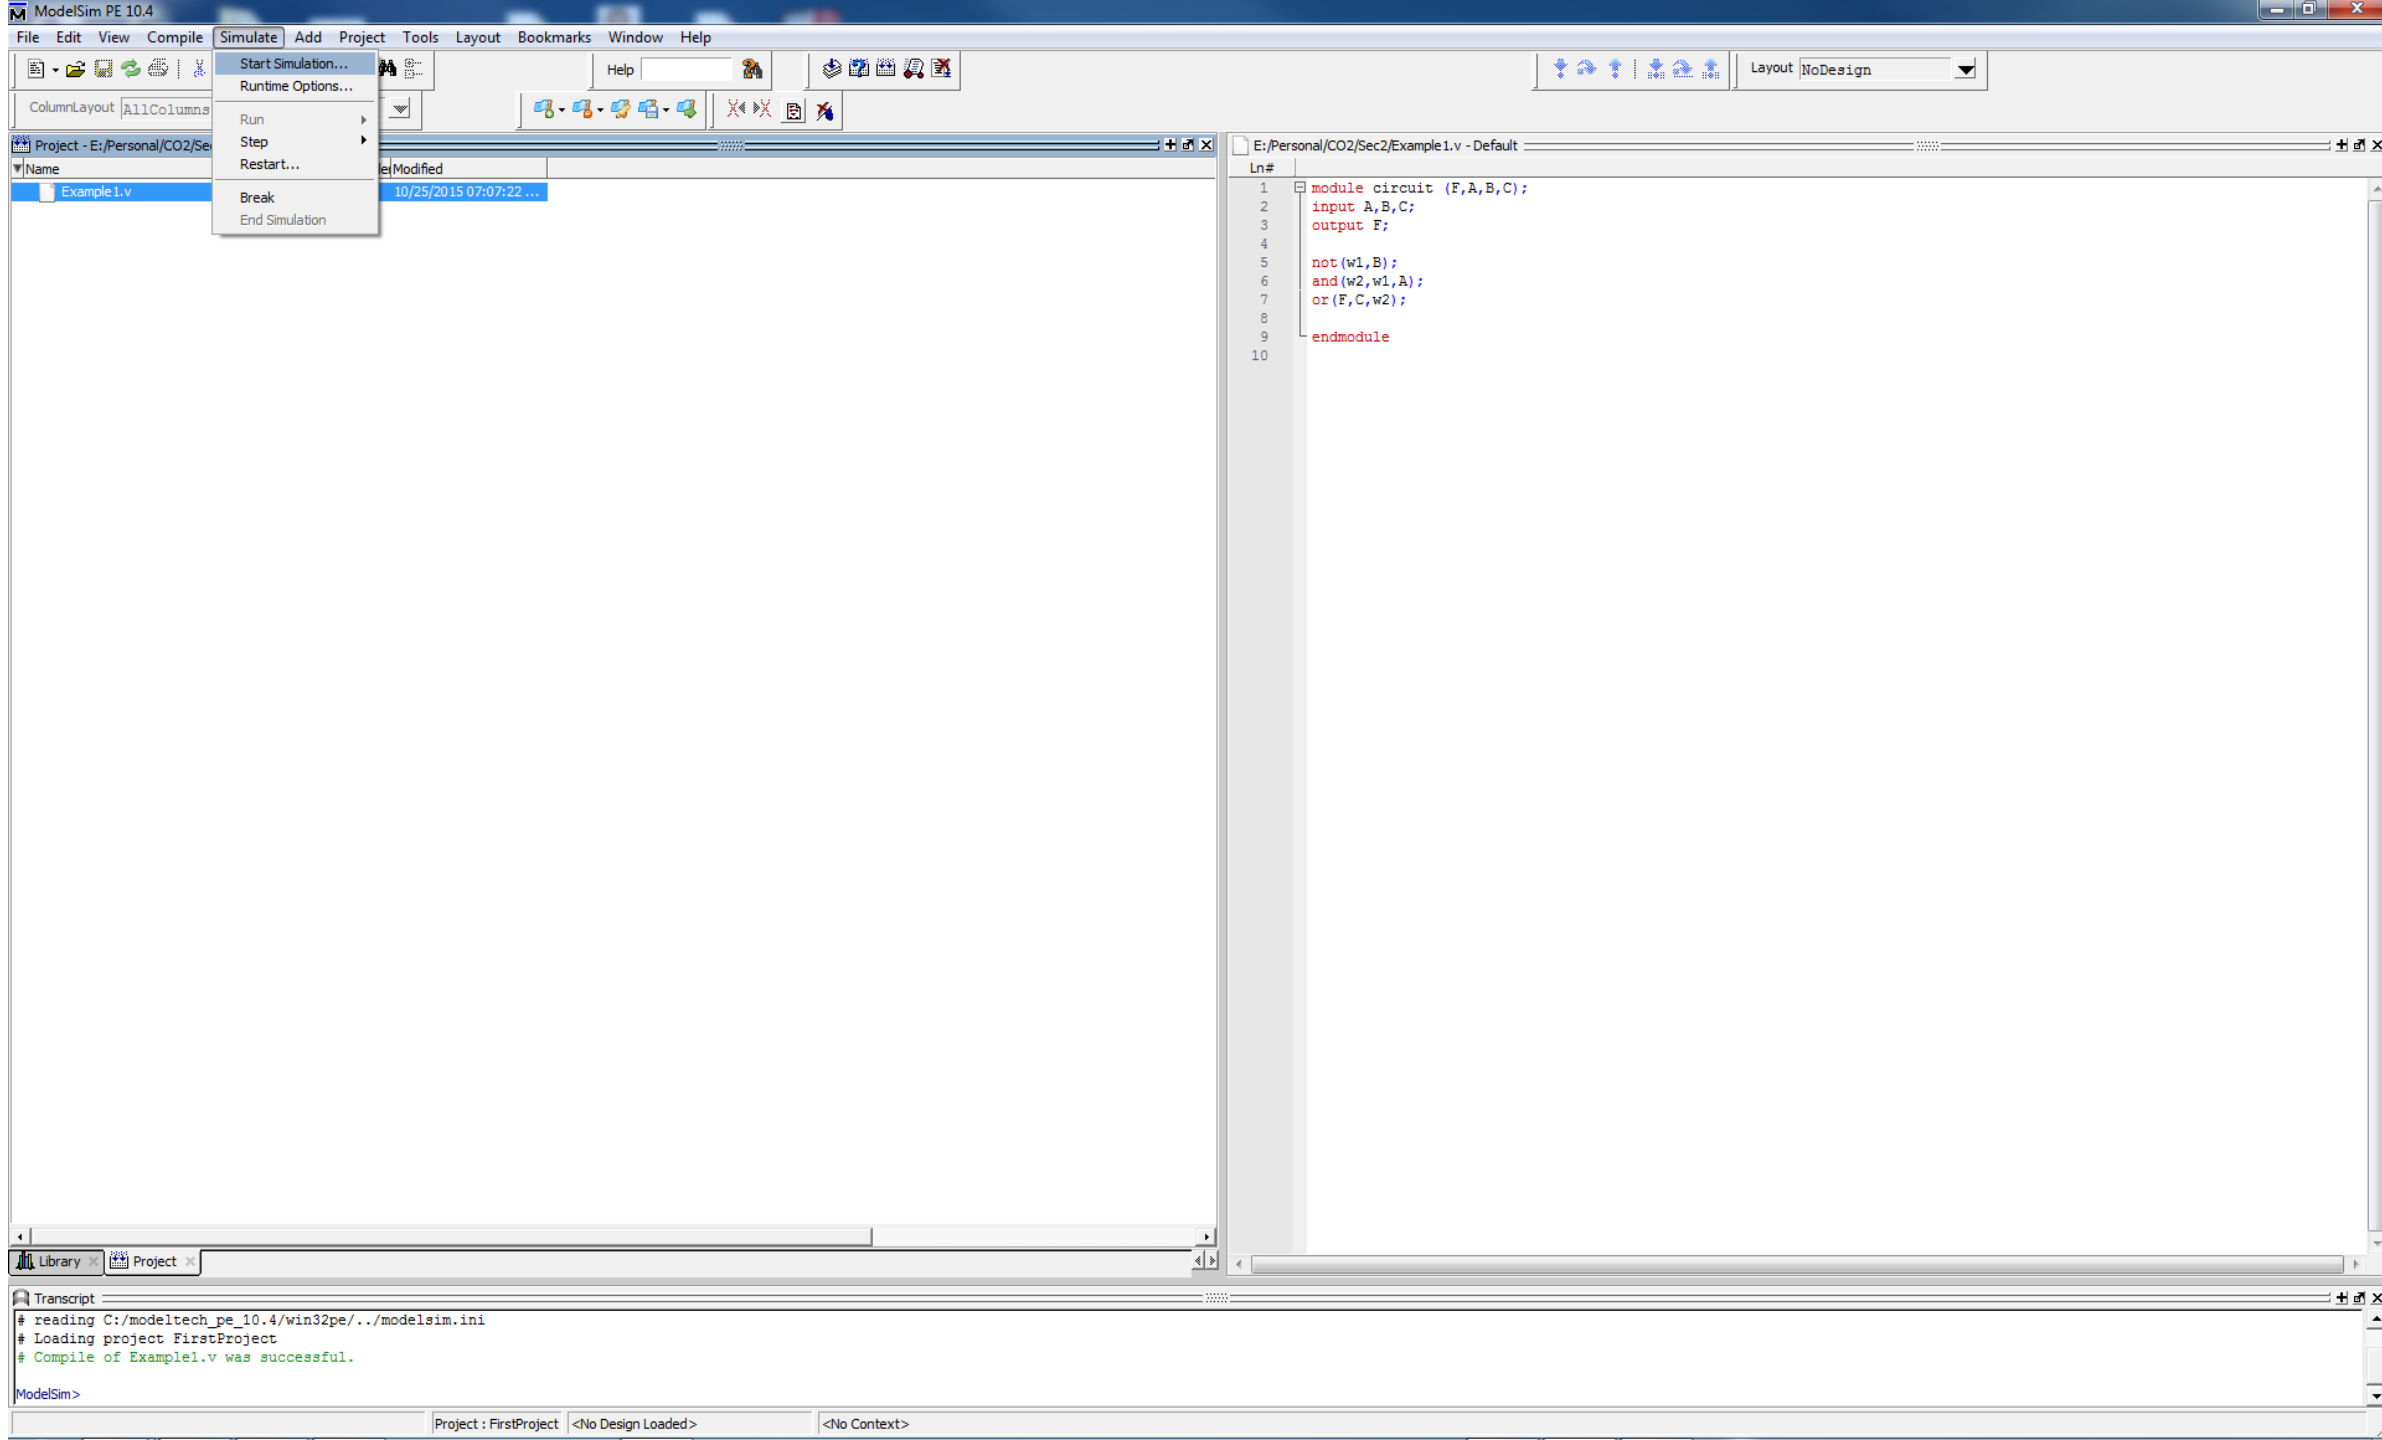 ModelSim PE 10.4
File Edit View Compile Simulate Add Project Tools Layout Bookmarks Window Help
Start Simulation...
Runtime Options...
Run
Step
Restart...
Break
End Simulation
Help
Layout NoDesign
ColumnLayout AllColumns
Project - E:/Personal/CO2/Se
Name Modified
Example1.v 10/25/2015 07:07:22 ...
E:/Personal/CO2/Sec2/Example1.v - Default
Ln#
1 module circuit (F,A,B,C);
2 input A,B,C;
3 output F;
4
5 not(w1,B);
6 and(w2,w1,A);
7 or(F,C,w2);
8
9 endmodule
10
Library Project
Transcript
# reading C:/modeltech_pe_10.4/win32pe/../modelsim.ini
# Loading project FirstProject
# Compile of Example1.v was successful.
ModelSim>
Project : FirstProject <No Design Loaded> <No Context>